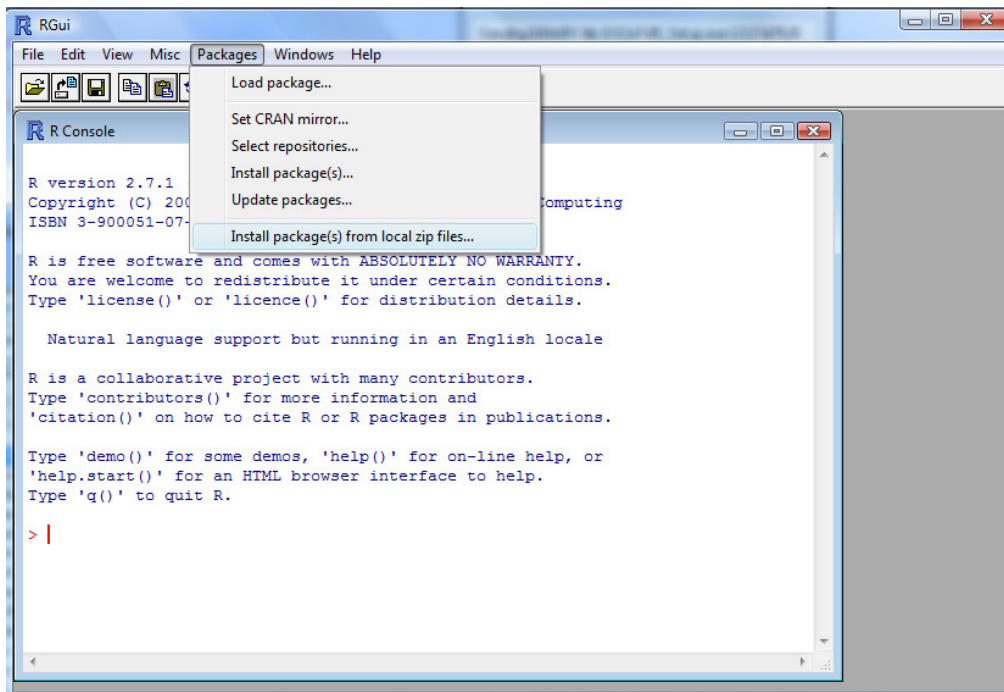 RGui
File Edit View Misc Packages Windows Help
Load package...
Set CRAN mirror...
Select repositories...
Install package(s)...
Update packages...
Install package(s) from local zip files...
R Console
R version 2.7.1
Copyright (C) 200 omputing
ISBN 3-900051-07-
R is free software and comes with ABSOLUTELY NO WARRANTY.
You are welcome to redistribute it under certain conditions.
Type 'license()' or 'licence()' for distribution details.
Natural language support but running in an English locale
R is a collaborative project with many contributors.
Type 'contributors()' for more information and
'citation()' on how to cite R or R packages in publications.
Type 'demo()' for some demos, 'help()' for on-line help, or
'help.start()' for an HTML browser interface to help.
Type 'q()' to quit R.
>